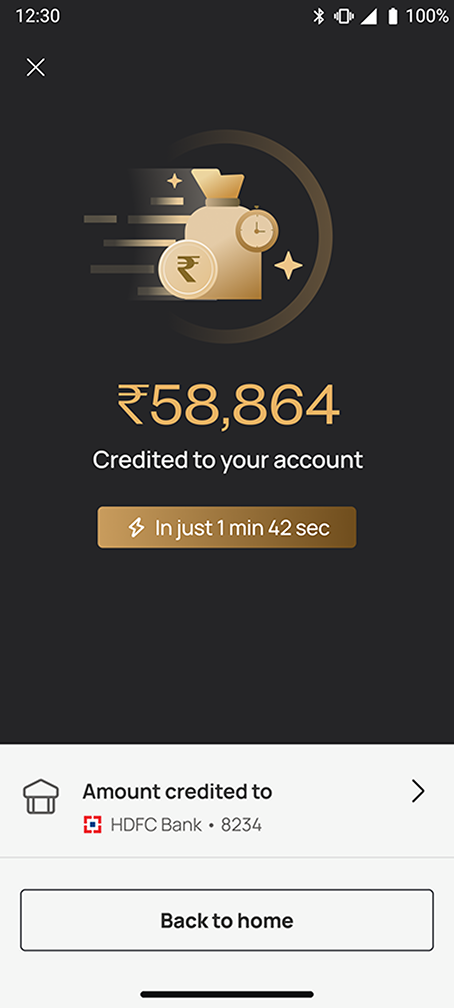 12:30
100%
₹
₹58,864
Credited to your account
In just 1 min 42 sec
Amount credited to
HDFC Bank • 8234
Back to home